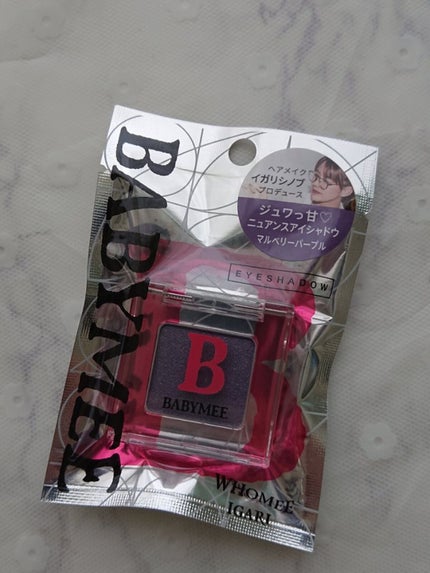 BABYMEE
ヘアメイク
イガリシノブ
プロデュース
ジュワっ甘♡
ニュアンスアイシャドウ
マルベリーパープル
EYESHADOW
B
BABYMEE
WHOMEE
IGARI